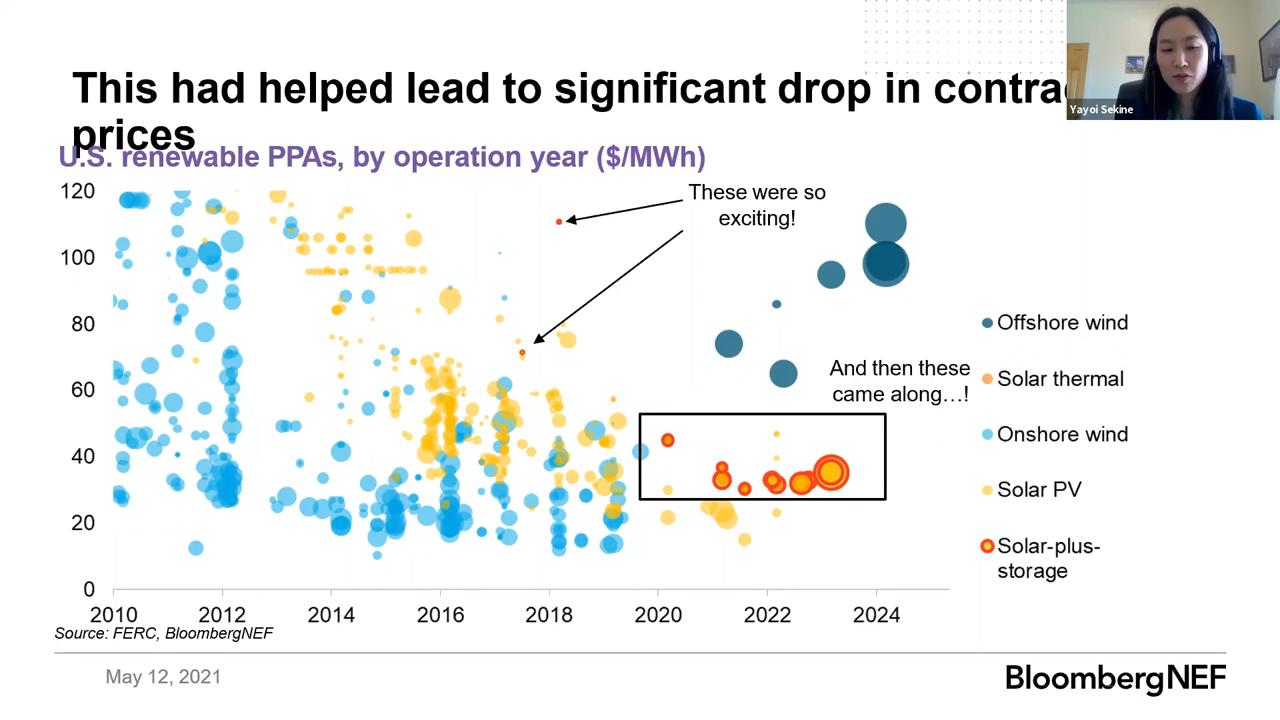 This had helped lead to significant drop in contra
prices
Yayoi Sekine
U.S. renewable PPAs, by operation year ($/MWh)
These were so
exciting!
And then these
came along…!
120
100
80
60
40
20
0
2010 2012 2014 2016 2018 2020 2022 2024
Offshore wind
Solar thermal
Onshore wind
Solar PV
Solar-plus-
storage
Source: FERC, BloombergNEF
May 12, 2021
BloombergNEF